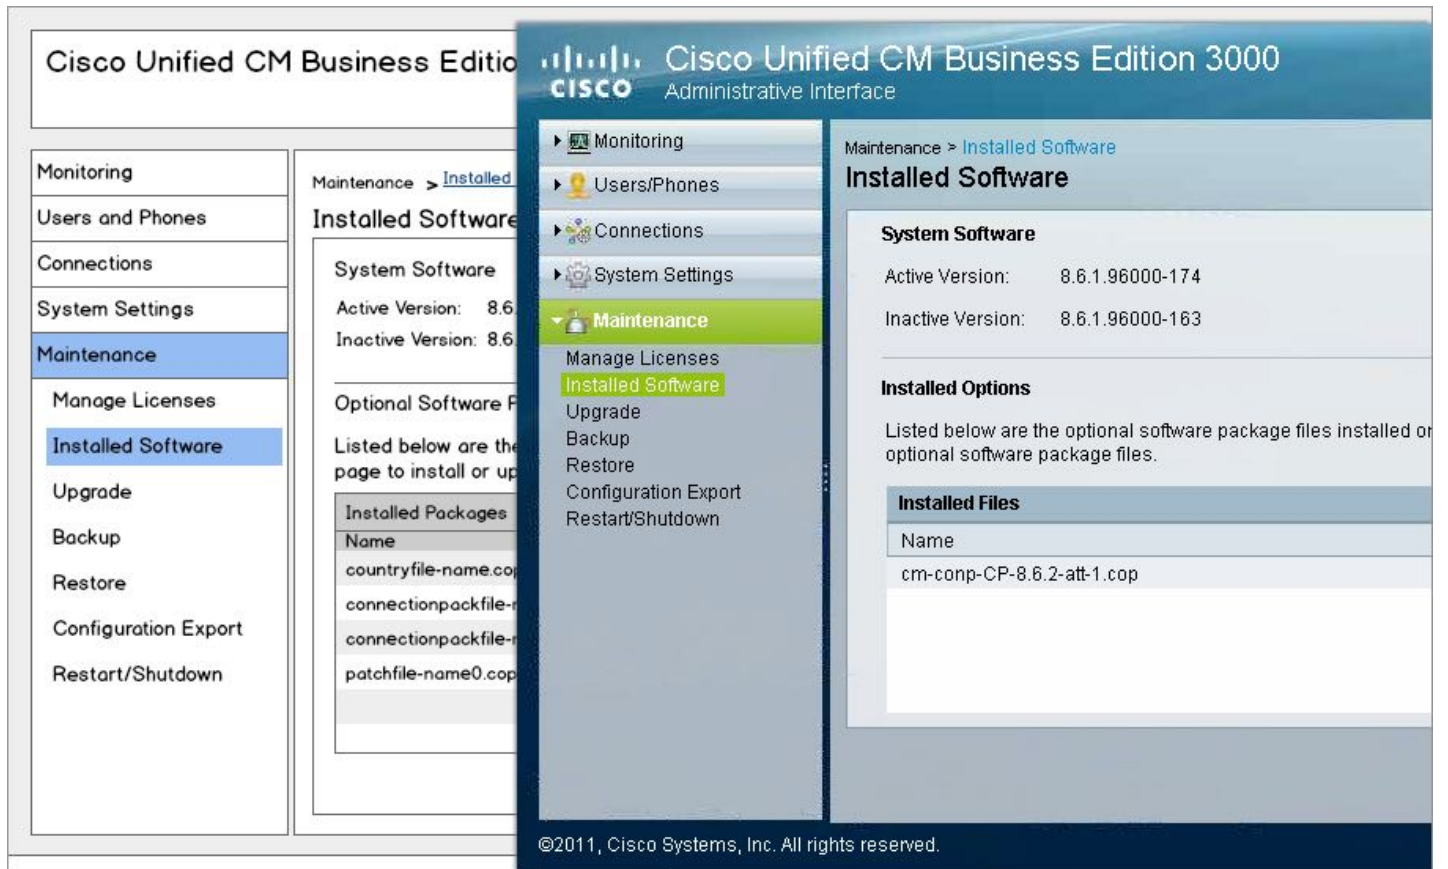 Cisco Unified CM Business Editio
Monitoring
Users and Phones
Connections
System Settings
Maintenance
Manage Licenses
Installed Software
Upgrade
Backup
Restore
Configuration Export
Restart/Shutdown
Maintenance > Installed
Installed Software
System Software
Active Version: 8.6.
Inactive Version: 8.6.
Optional Software P
Listed below are the
page to install or up
Installed Packages
Name
countryfile-name.cop
connectionpackfile-n
connectionpackfile-n
patchfile-name0.cop
CISCO
Cisco Unified CM Business Edition 3000
Administrative Interface
Monitoring
Users/Phones
Connections
System Settings
Maintenance
Manage Licenses
Installed Software
Upgrade
Backup
Restore
Configuration Export
Restart/Shutdown
Maintenance > Installed Software
Installed Software
System Software
Active Version: 8.6.1.96000-174
Inactive Version: 8.6.1.96000-163
Installed Options
Listed below are the optional software package files installed or
optional software package files.
Installed Files
Name
cm-conp-CP-8.6.2-att-1.cop
©2011, Cisco Systems, Inc. All rights reserved.